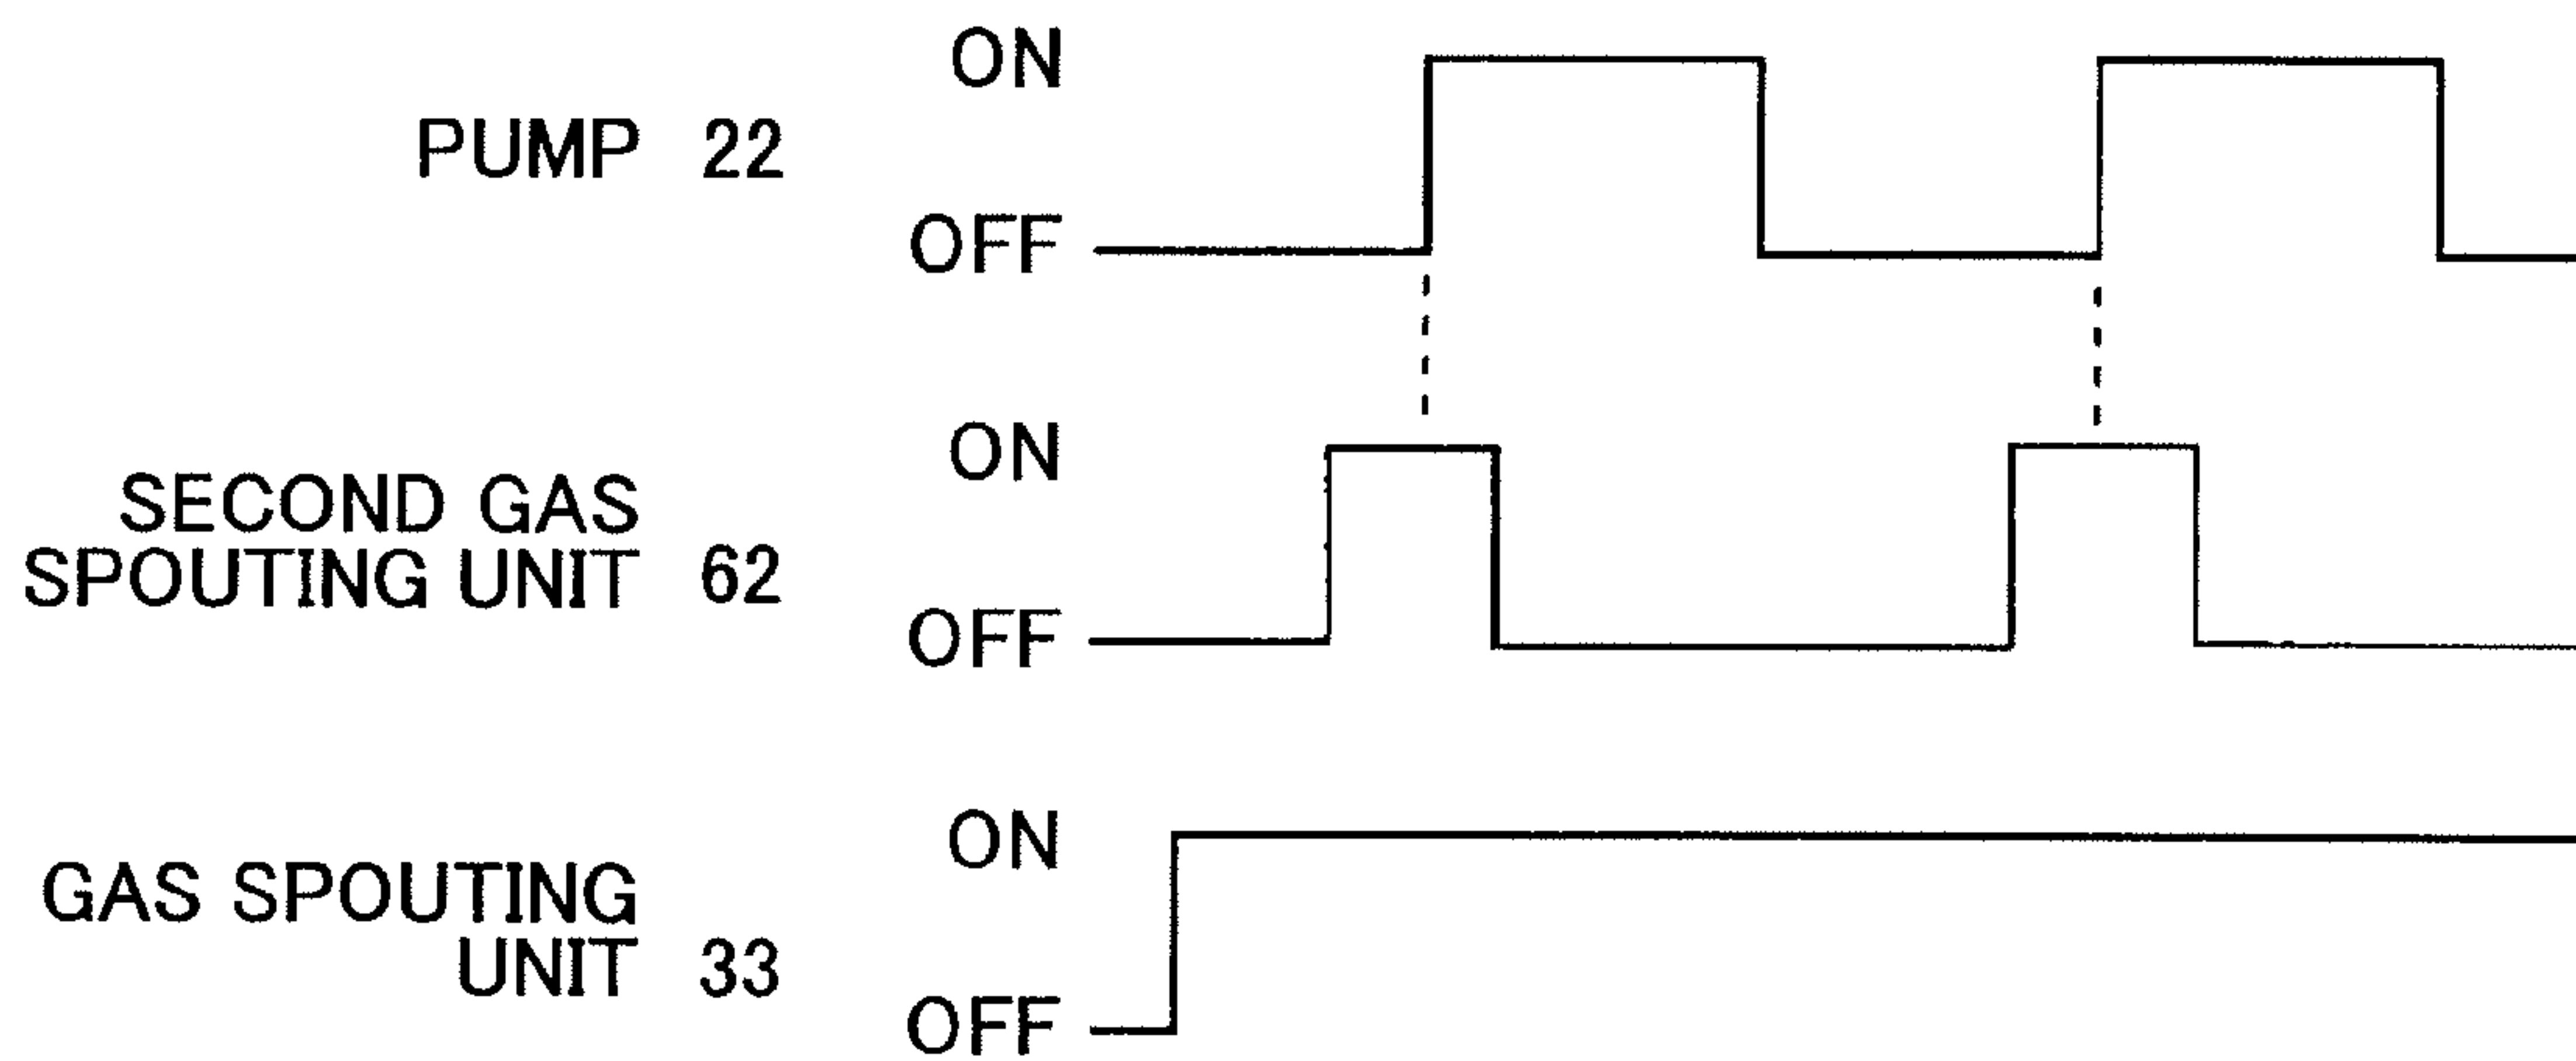 ON
PUMP 22
OFF
ON
SECOND GAS
SPOUTING UNIT 62
OFF
ON
GAS SPOUTING
UNIT 33
OFF